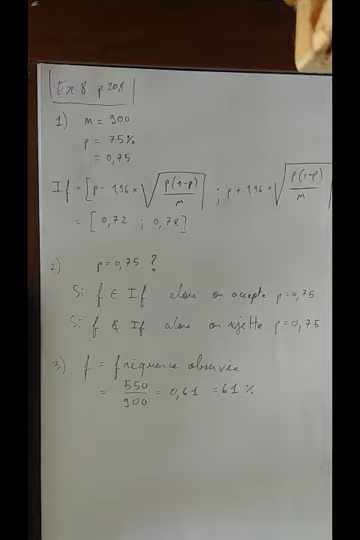 Ex 8 p 208
1) m = 900
p = 75%
= 0,75
If = [p - 1,96 × √(p(1-p)/m) ; p + 1,96 × √(p(1-p)/m)
= [0,72 ; 0,78]
2) p = 0,75 ?
Si f ∈ If alors on accepte p = 0,75
Si f ∉ If alors on rejette p = 0,75
3) f = fréquence observée
= 550/900 = 0,61 = 61 %